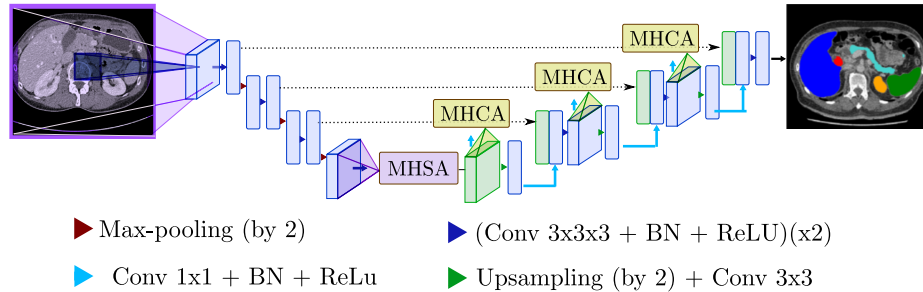 MHCA
MHCA
MHCA
MHSA
Max-pooling (by 2)
(Conv 3x3x3 + BN + ReLU)(x2)
Conv 1x1 + BN + ReLu
Upsampling (by 2) + Conv 3x3